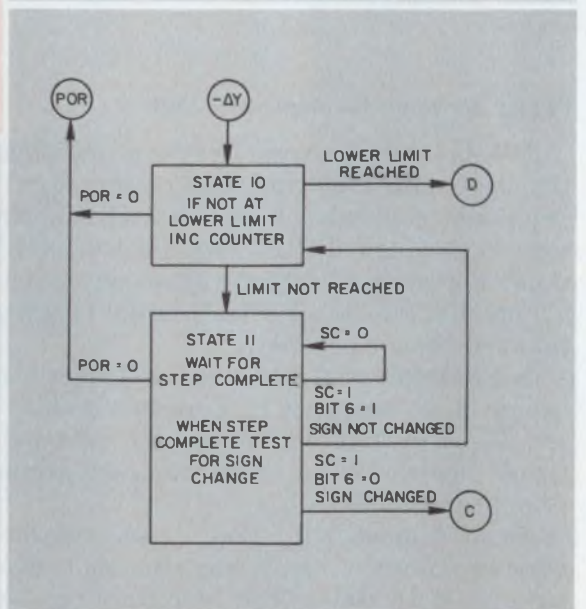 POR
-ΔY
STATE 10
IF NOT AT
LOWER LIMIT
INC COUNTER
LOWER LIMIT
REACHED
D
POR = 0
LIMIT NOT REACHED
STATE 11
WAIT FOR
STEP COMPLETE
SC = 0
POR = 0
SC = 1
BIT 6 = 1
SIGN NOT CHANGED
WHEN STEP
COMPLETE TEST
FOR SIGN
CHANGE
SC = 1
BIT 6 = 0
SIGN CHANGED
C